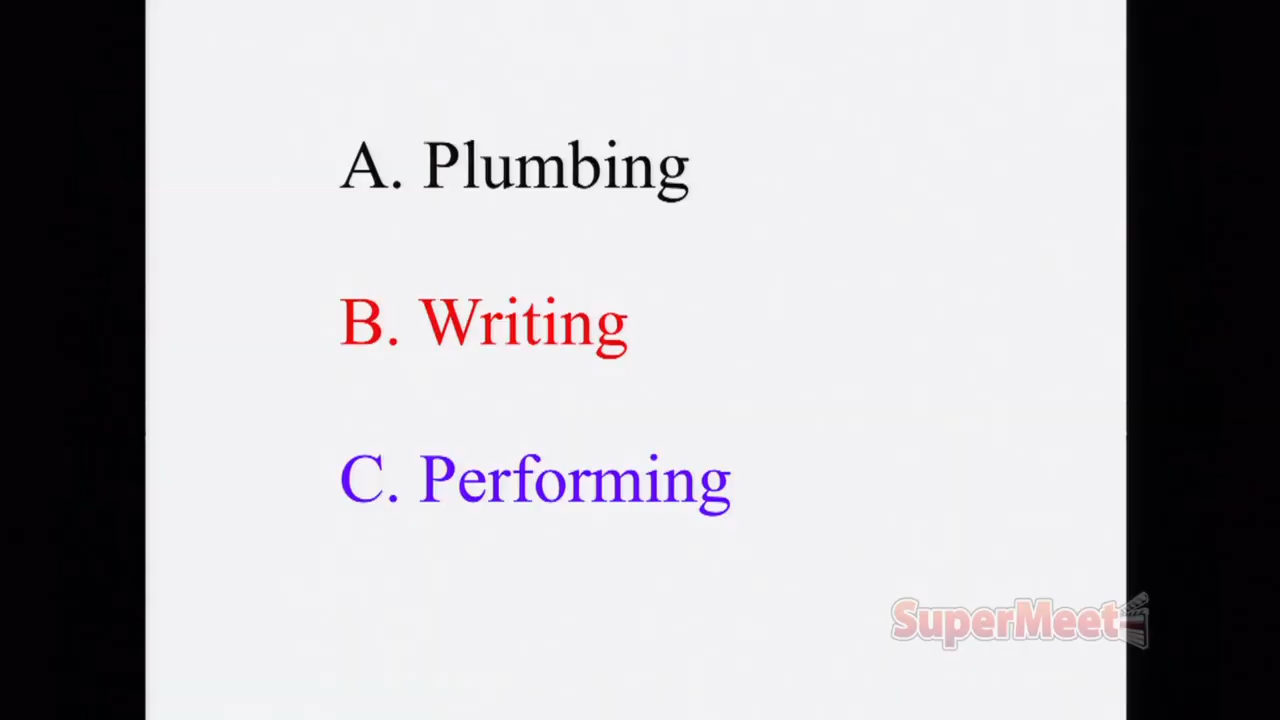 A. Plumbing
B. Writing
C. Performing
SuperMeet